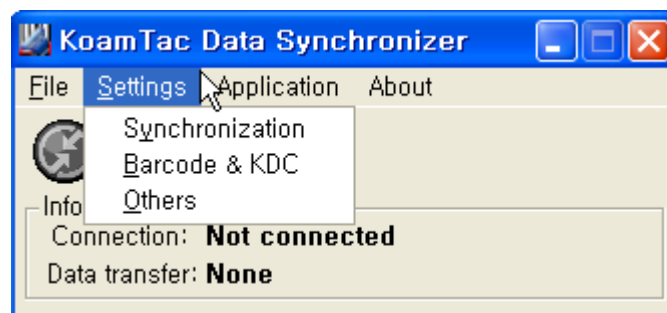 KoamTac Data Synchronizer
File Settings Application About
Synchronization
Barcode & KDC
Others
Info
Connection: Not connected
Data transfer: None